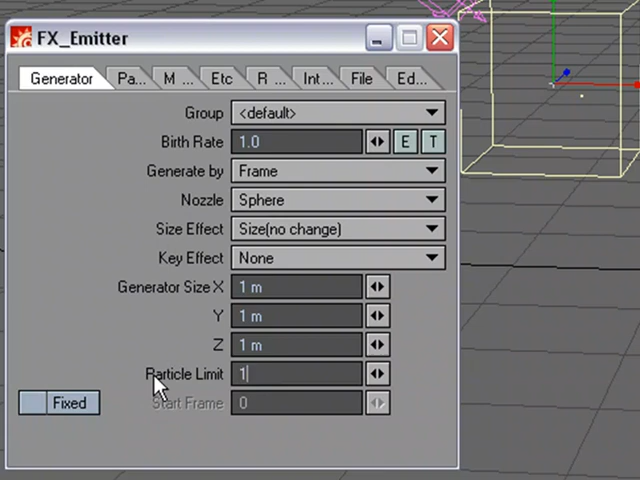 FX_Emitter
Generator Pa... M ... Etc R ... Int... File Ed...
Group <default>
Birth Rate 1.0 E T
Generate by Frame
Nozzle Sphere
Size Effect Size(no change)
Key Effect None
Generator Size X 1 m
Y 1 m
Z 1 m
Particle Limit 1
Fixed Start Frame 0